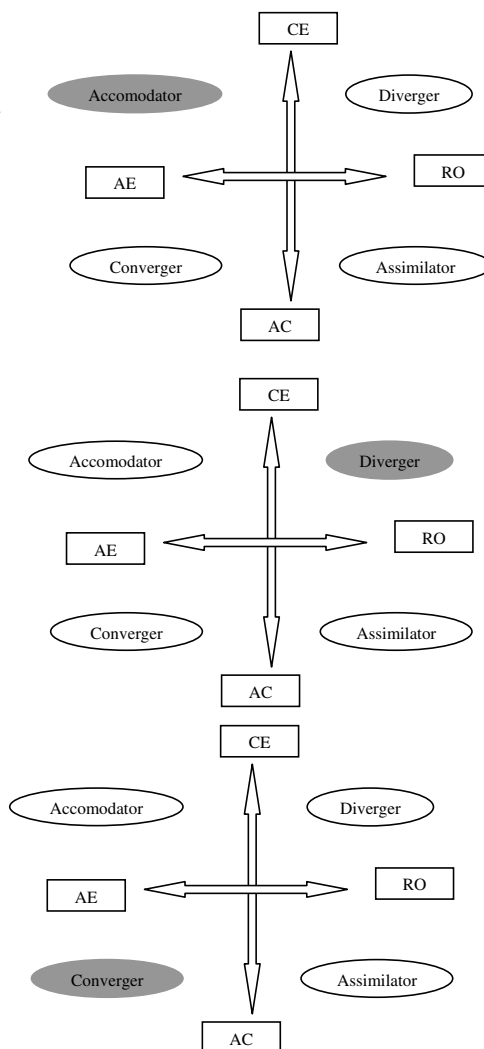 CE
Accomodator
Diverger
AE
RO
Converger
Assimilator
AC
CE
Accomodator
Diverger
AE
RO
Converger
Assimilator
AC
CE
Accomodator
Diverger
AE
RO
Converger
Assimilator
AC